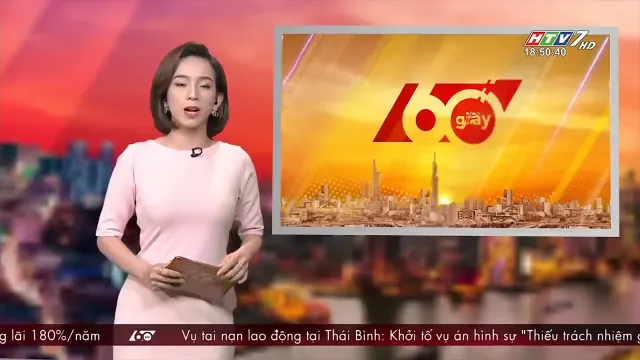 HTV7 HD
18:50:40
60 giây
g lãi 180%/năm 60 Vụ tai nạn lao động tại Thái Bình: Khởi tố vụ án hình sự "Thiếu trách nhiệm g